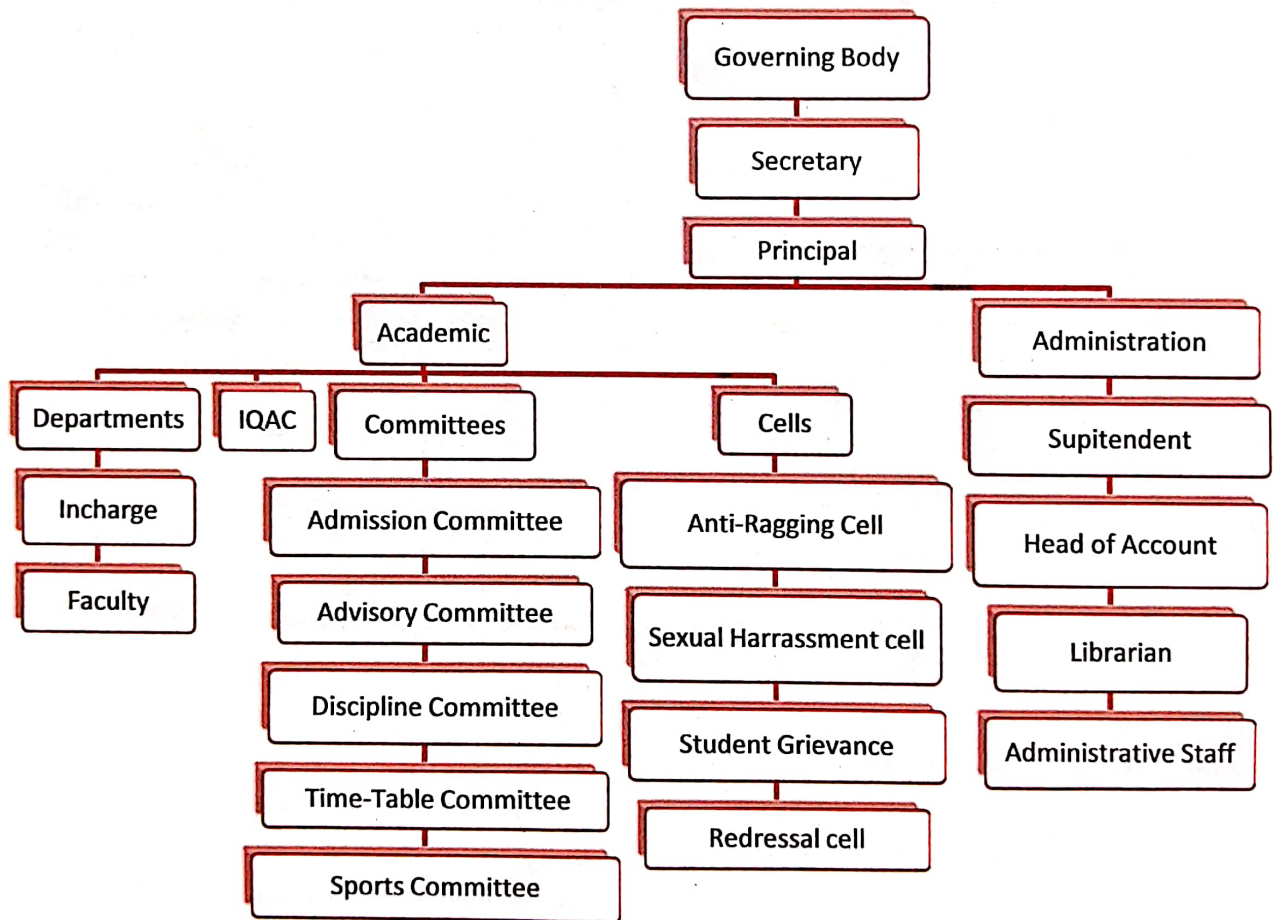 Governing Body
Secretary
Principal
Academic
Administration
Departments
IQAC
Committees
Cells
Incharge
Faculty
Admission Committee
Advisory Committee
Discipline Committee
Time-Table Committee
Sports Committee
Anti-Ragging Cell
Sexual Harrassment cell
Student Grievance
Redressal cell
Supitendent
Head of Account
Librarian
Administrative Staff